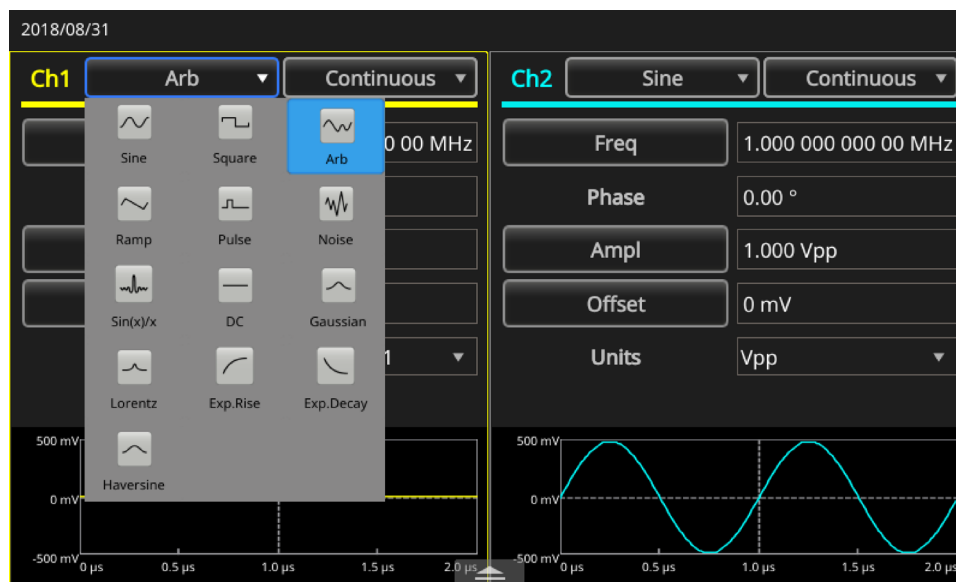 2018/08/31
Ch1 Arb Continuous
Ch2 Sine Continuous
Sine Square Arb
Ramp Pulse Noise
Sin(x)/x DC Gaussian
Lorentz Exp.Rise Exp.Decay
Haversine
0 00 MHz
1
500 mV
0 mV
-500 mV
0 µs 0.5 µs 1.0 µs 1.5 µs 2.0 µs
Freq 1.000 000 000 00 MHz
Phase 0.00 °
Ampl 1.000 Vpp
Offset 0 mV
Units Vpp
500 mV
0 mV
-500 mV
0 µs 0.5 µs 1.0 µs 1.5 µs 2.0 µs